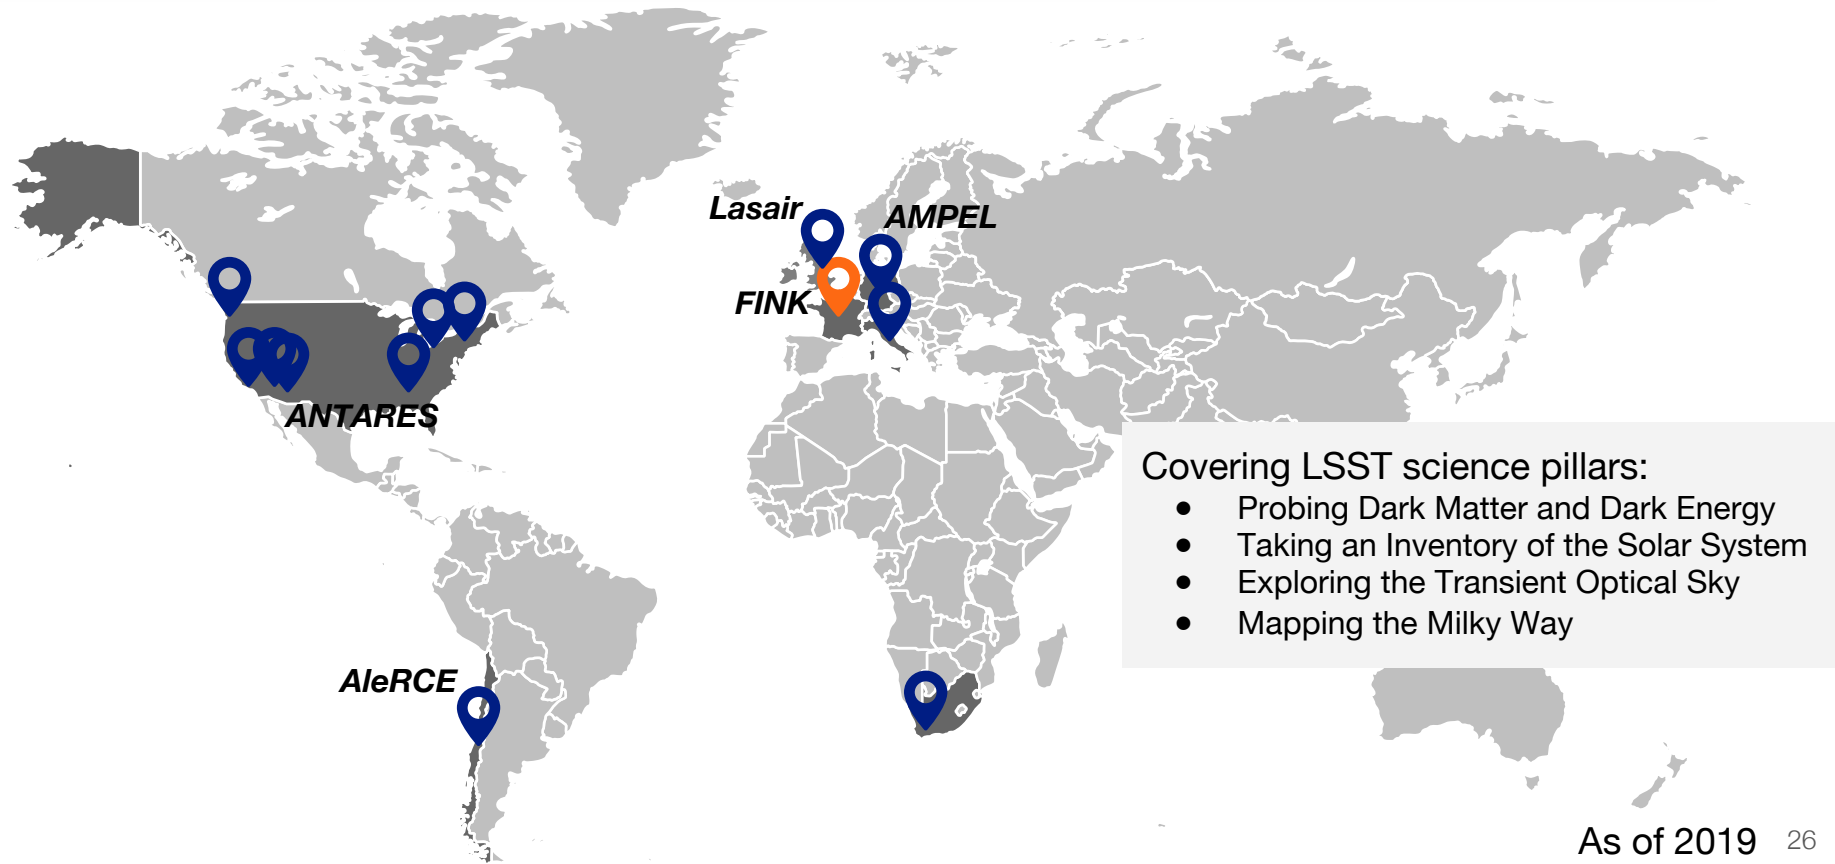 Lasair
AMPEL
FINK
ANTARES
AleRCE
Covering LSST science pillars:
● Probing Dark Matter and Dark Energy
● Taking an Inventory of the Solar System
● Exploring the Transient Optical Sky
● Mapping the Milky Way
As of 2019 26